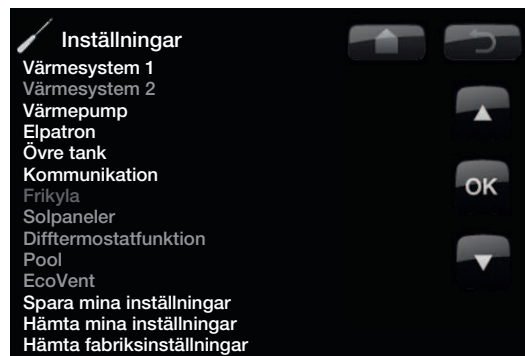 Inställningar
Värmesystem 1
Värmesystem 2
Värmepump
Elpatron
Övre tank
Kommunikation
OK
Frikyla
Solpaneler
Difftermostatfunktion
Pool
EcoVent
Spara mina inställningar
Hämta mina inställningar
Hämta fabriksinställningar